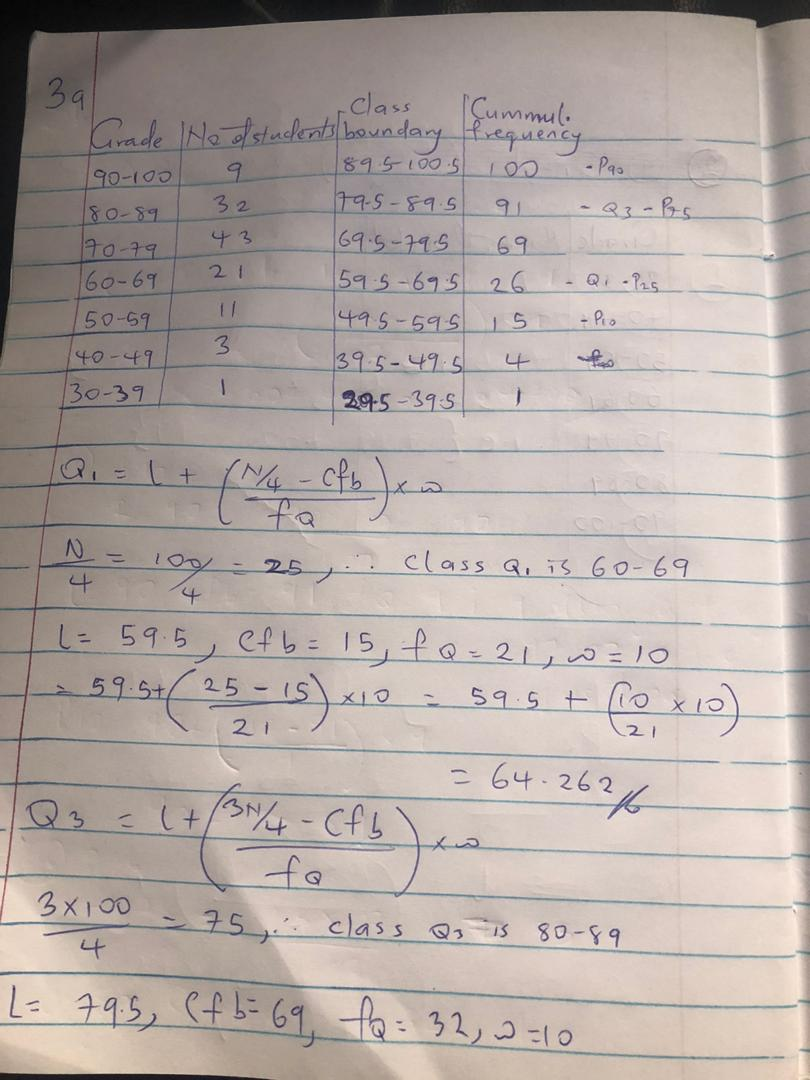 3a
Grade | No of students | Class boundary | Cummul. frequency
90-100 9 89.5-100.5 100 - P90
80-89 32 79.5-89.5 91 - Q3 - P75
70-79 43 69.5-79.5 69
60-69 21 59.5-69.5 26 - Q1 - P25
50-59 11 49.5-59.5 15 - P10
40-49 3 39.5-49.5 4
30-39 1 29.5-39.5 1
Q1 = L + (N/4 - Cfb / fQ) × w
N/4 = 100/4 = 25, ∴ Class Q1 is 60-69
L = 59.5, Cfb = 15, fQ = 21, w = 10
= 59.5 + (25 - 15 / 21) × 10 = 59.5 + (10/21 × 10)
= 64.262//
Q3 = L + (3N/4 - Cfb / fQ) × w
3×100/4 = 75, ∴ class Q3 is 80-89
L = 79.5, Cfb = 69, fQ = 32, w = 10